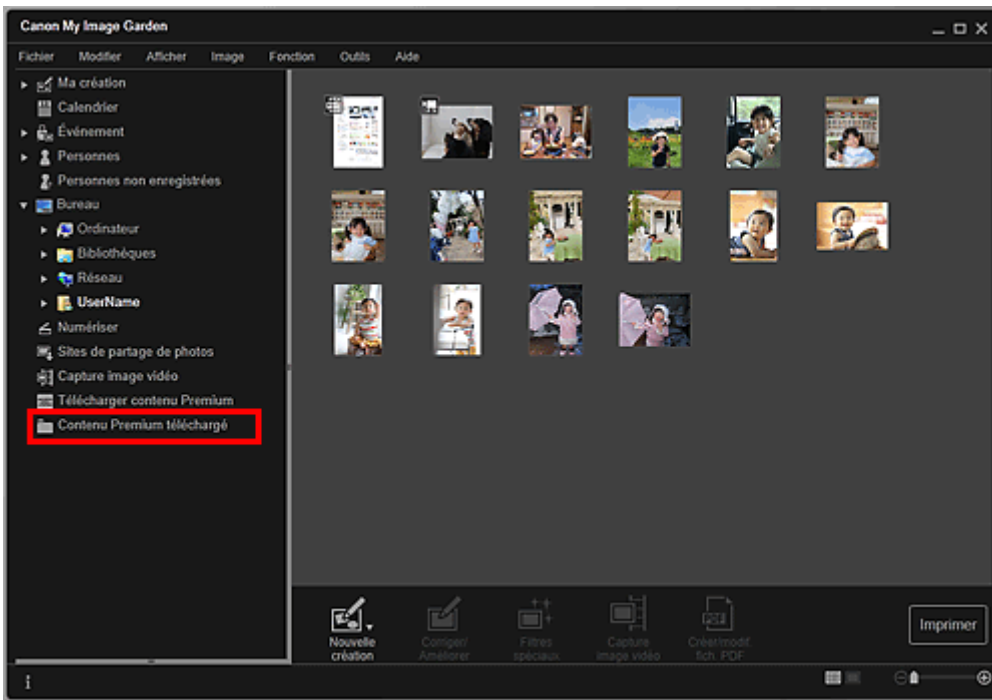 Canon My Image Garden
Fichier Modifier Afficher Image Fonction Outils Aide
Ma création
Calendrier
Événement
Personnes
Personnes non enregistrées
Bureau
Ordinateur
Bibliothèques
Réseau
UserName
Numériser
Sites de partage de photos
Capture image vidéo
Télécharger contenu Premium
Contenu Premium téléchargé
Nouvelle création
Corriger/ Améliorer
Filtres spéciaux
Capture image vidéo
Créer/modif. fich. PDF
Imprimer